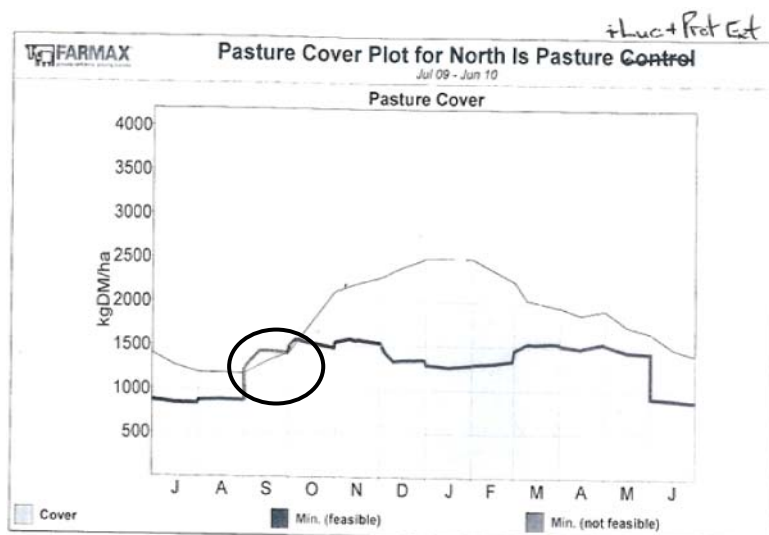 +Luc+Prot Ext
FARMAX
Pasture Cover Plot for North Is Pasture Control
Jul 09 - Jun 10
Pasture Cover
4000
3500
3000
2500
2000
1500
1000
500
kgDM/ha
J A S O N D J F M A M J
Cover
Min. (feasible)
Min. (not feasible)